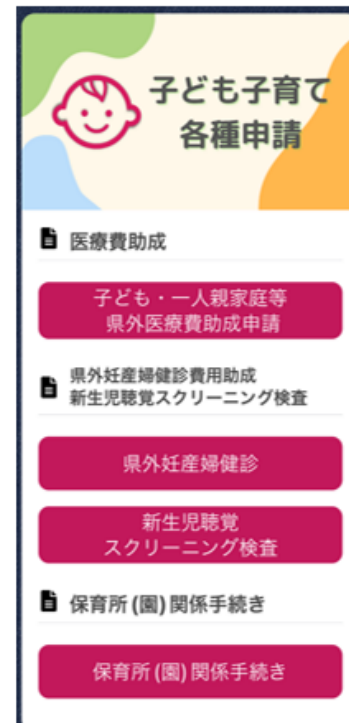 子ども子育て
各種申請
医療費助成
子ども・一人親家庭等
県外医療費助成申請
県外妊産婦健診費用助成
新生児聴覚スクリーニング検査
県外妊産婦健診
新生児聴覚
スクリーニング検査
保育所(園)関係手続き
保育所(園)関係手続き